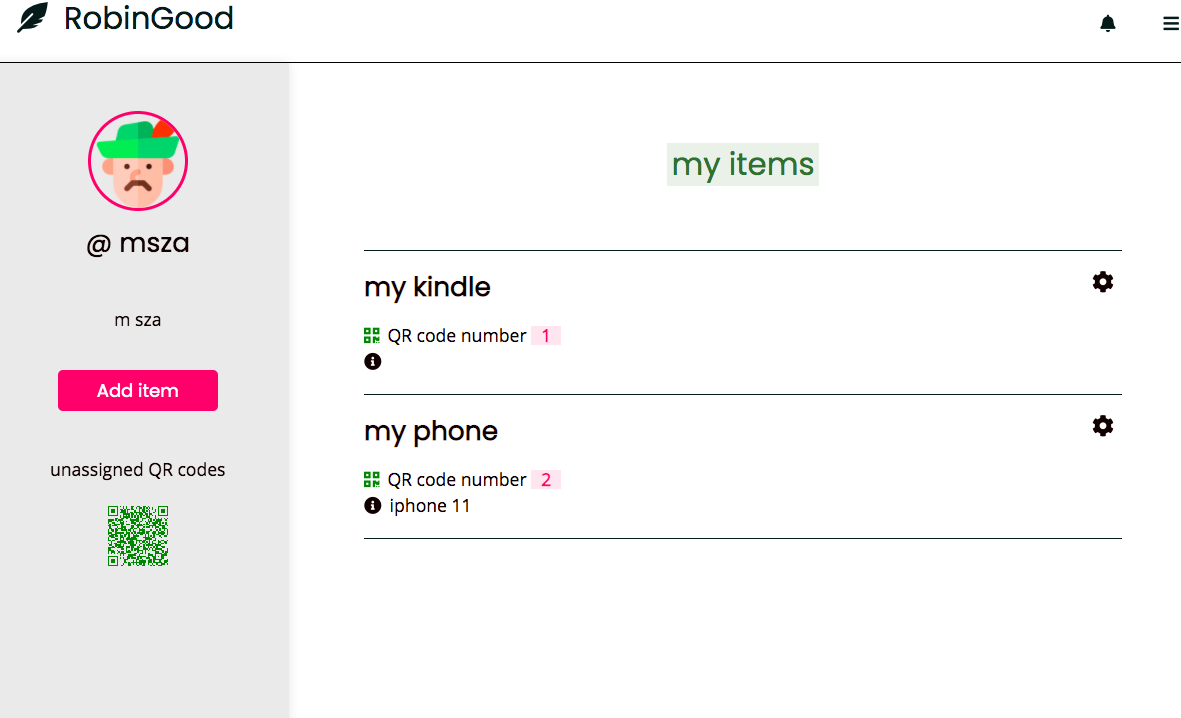 RobinGood
@ msza
m sza
Add item
unassigned QR codes
my items
my kindle
QR code number 1
my phone
QR code number 2
iphone 11